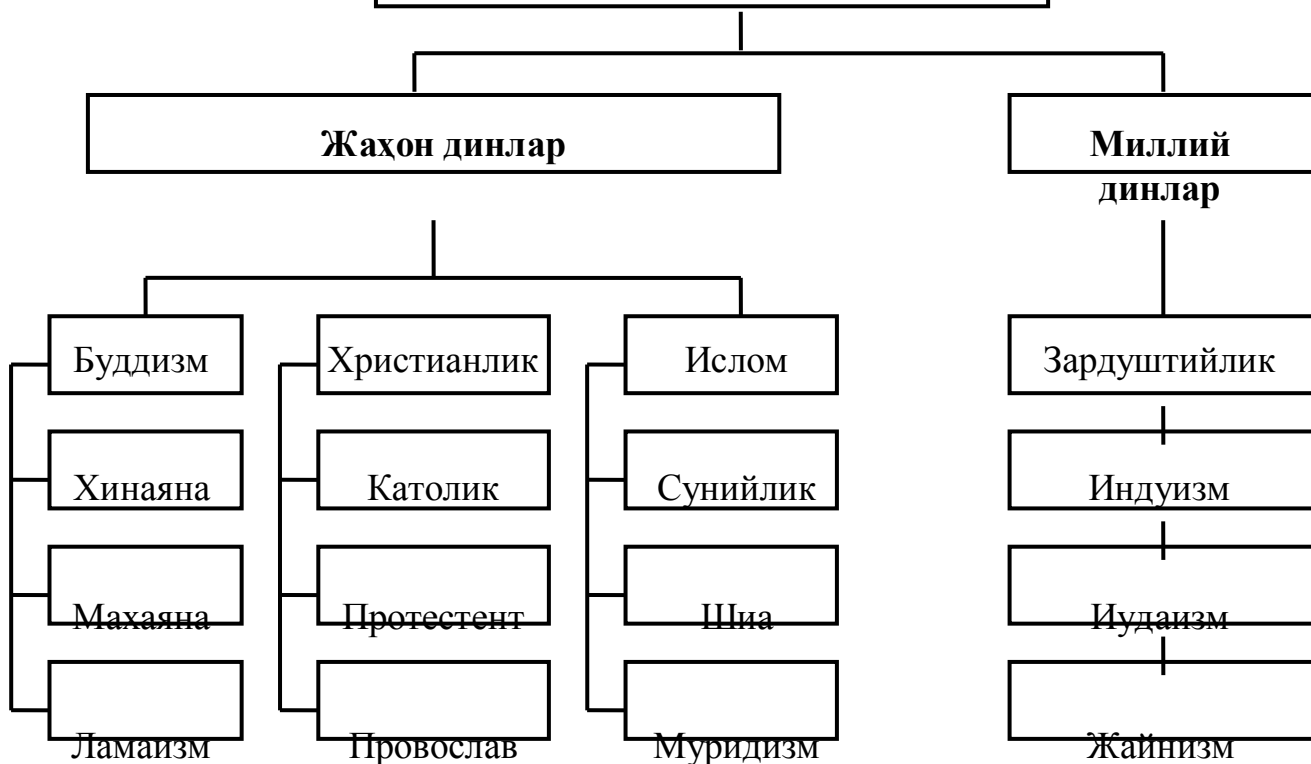 Жаҳон динлар
Миллий
динлар
Буддизм
Христианлик
Ислом
Зардуштийлик
Хинаяна
Католик
Сунийлик
Индуизм
Махаяна
Протестент
Шиа
Иудаизм
Ламаизм
Провослав
Муридизм
Жайнизм